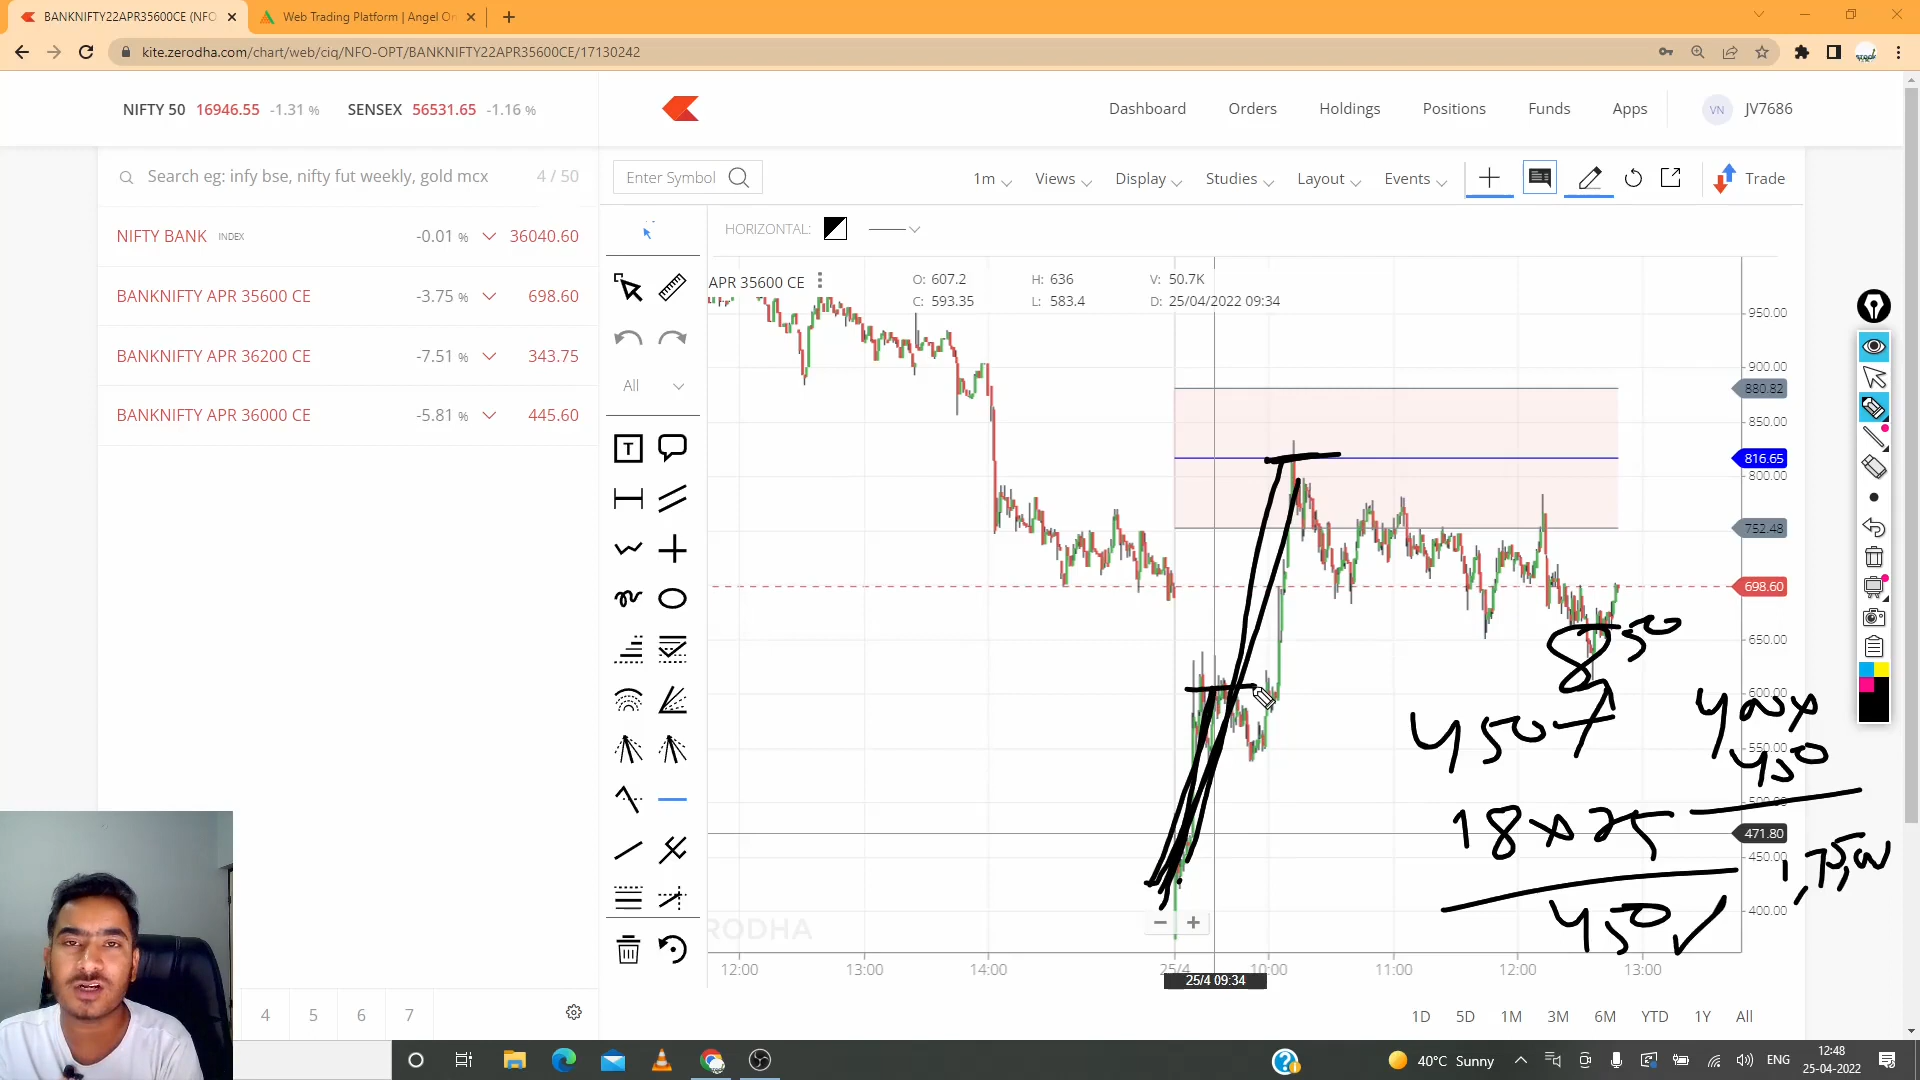 BANKNIFTY22APR35600CE (NFO
Web Trading Platform | Angel On
kite.zerodha.com/chart/web/ciq/NFO-OPT/BANKNIFTY22APR35600CE/17130242
NIFTY 50 16946.55 -1.31 % SENSEX 56531.65 -1.16 %
Dashboard Orders Holdings Positions Funds Apps VN JV7686
Search eg: infy bse, nifty fut weekly, gold mcx 4 / 50
Enter Symbol 1m Views Display Studies Layout Events Trade
NIFTY BANK INDEX -0.01 % 36040.60
HORIZONTAL:
BANKNIFTY APR 35600 CE -3.75 % 698.60
APR 35600 CE O: 607.2 H: 636 V: 50.7K
C: 593.35 L: 583.4 D: 25/04/2022 09:34
BANKNIFTY APR 36200 CE -7.51 % 343.75
BANKNIFTY APR 36000 CE -5.81 % 445.60
All
T
950.00
900.00
880.82
850.00
816.65
800.00
752.48
698.60
650.00
600.00
550.00
500.00
471.80
450.00
400.00
850
450
400x
450
18 x 25
450 ✓
RODHA
12:00 13:00 14:00 25/4 10:00 11:00 12:00 13:00
25/4 09:34
4 5 6 7
1D 5D 1M 3M 6M YTD 1Y All
40°C Sunny ENG 12:48
25-04-2022